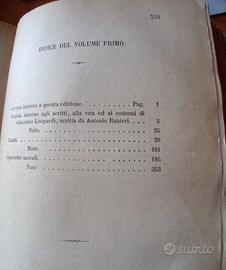 359
INDICE DEL VOLUME PRIMO.
Avviso intorno a questa edizione. Pag. 1
Notizia intorno agli scritti, alla vita ed ai costumi di
Giacomo Leopardi, scritta da Antonio Ranieri. 3
Note. 25
Canti. 29
Note. 181
Operette morali. 185
Note 353
subito